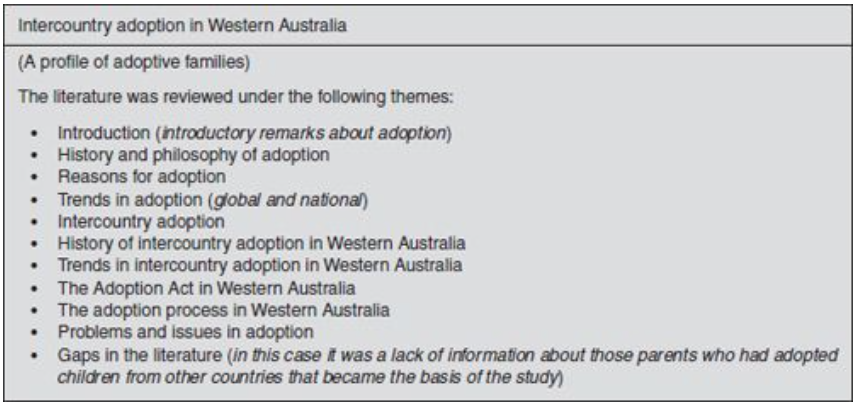 Intercountry adoption in Western Australia
(A profile of adoptive families)
The literature was reviewed under the following themes:
• Introduction (introductory remarks about adoption)
• History and philosophy of adoption
• Reasons for adoption
• Trends in adoption (global and national)
• Intercountry adoption
• History of intercountry adoption in Western Australia
• Trends in intercountry adoption in Western Australia
• The Adoption Act in Western Australia
• The adoption process in Western Australia
• Problems and issues in adoption
• Gaps in the literature (in this case it was a lack of information about those parents who had adopted
children from other countries that became the basis of the study)